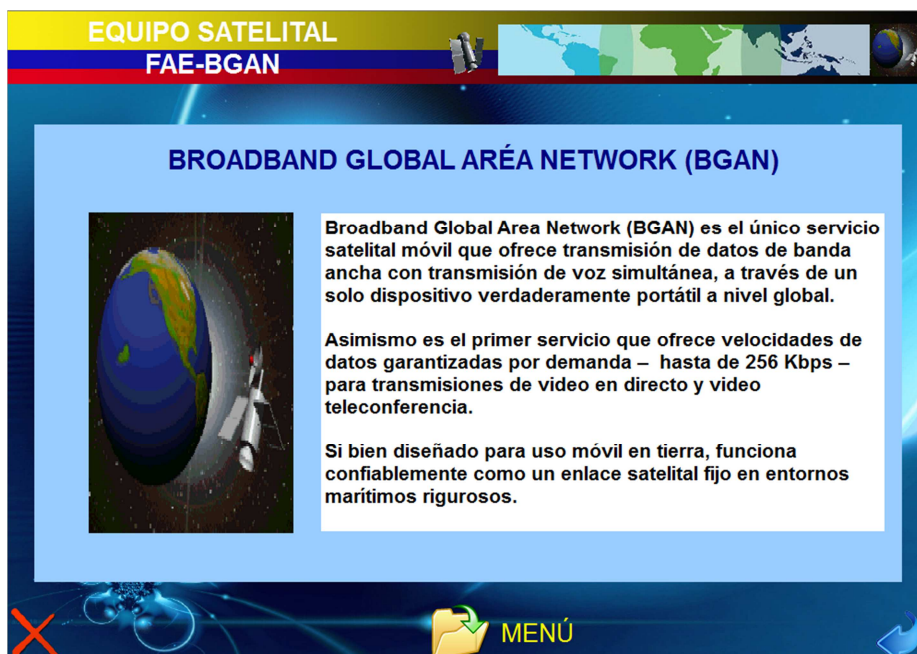 EQUIPO SATELITAL
FAE-BGAN
BROADBAND GLOBAL ARÉA NETWORK (BGAN)
Broadband Global Area Network (BGAN) es el único servicio
satelital móvil que ofrece transmisión de datos de banda
ancha con transmisión de voz simultánea, a través de un
solo dispositivo verdaderamente portátil a nivel global.
Asimismo es el primer servicio que ofrece velocidades de
datos garantizadas por demanda – hasta de 256 Kbps –
para transmisiones de video en directo y video
teleconferencia.
Si bien diseñado para uso móvil en tierra, funciona
confiablemente como un enlace satelital fijo en entornos
marítimos rigurosos.
MENÚ